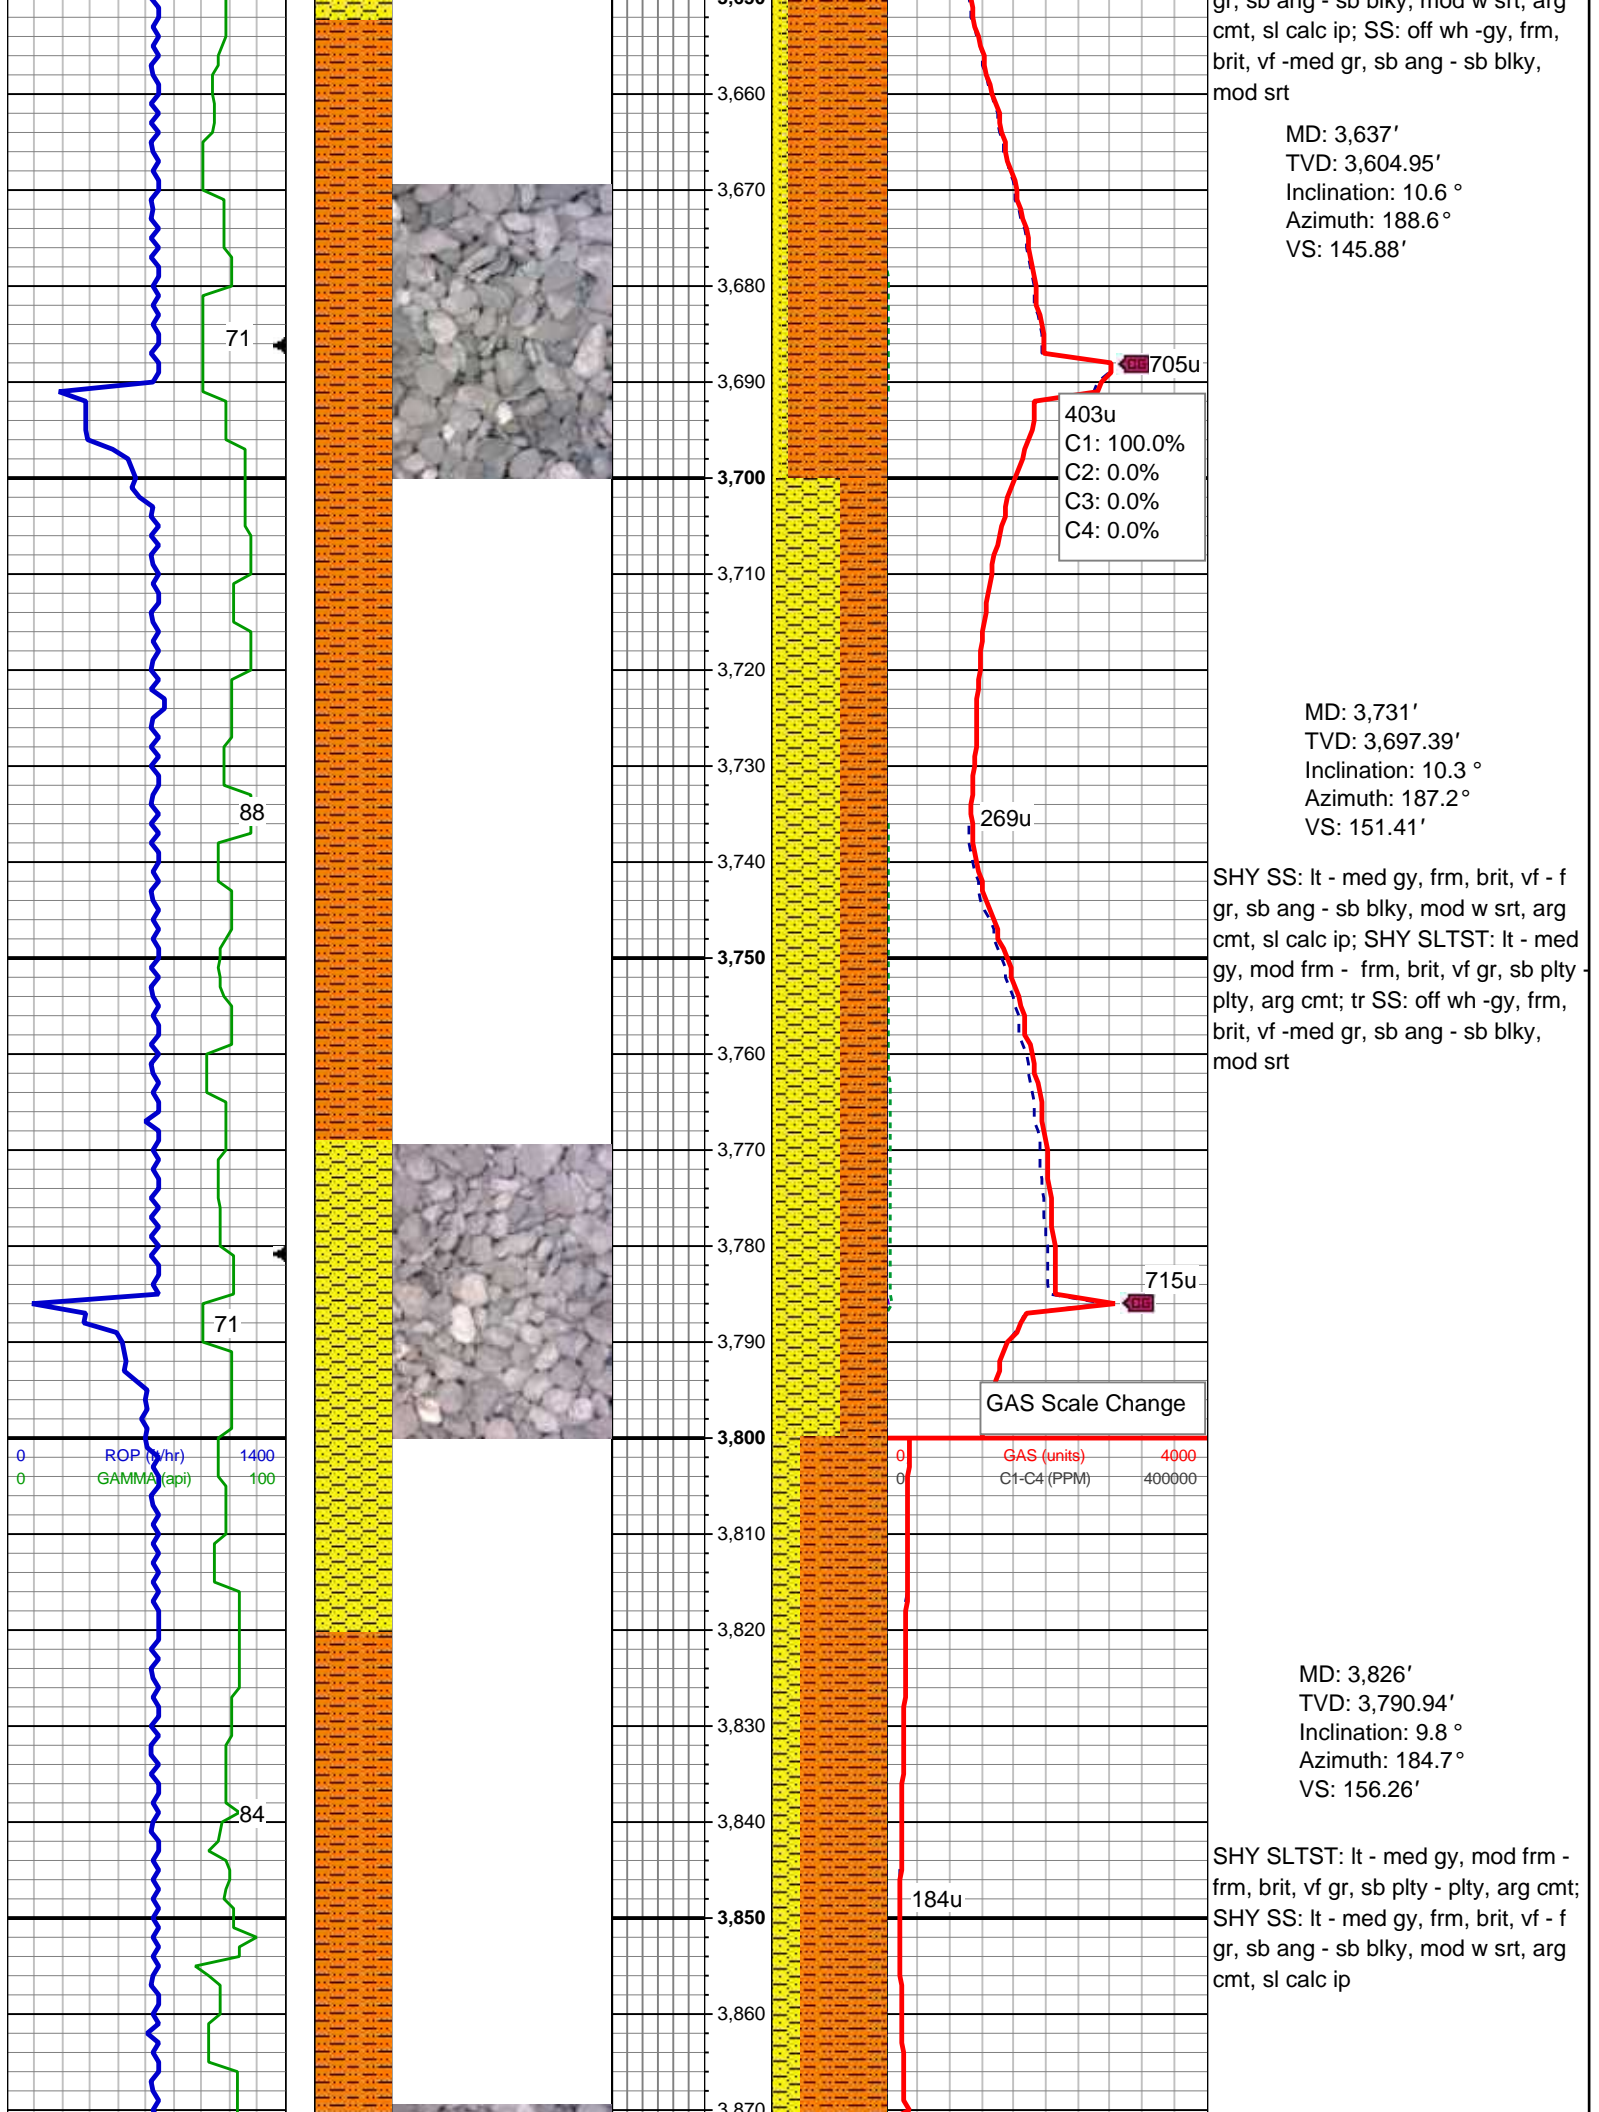 gr, sb ang - sb blky, mod w srt, arg
cmt, sl calc ip; SS: off wh -gy, frm,
brit, vf -med gr, sb ang - sb blky,
mod srt
3,660
MD: 3,637′
TVD: 3,604.95′
Inclination: 10.6 °
Azimuth: 188.6°
VS: 145.88′
3,670
3,680
71
CG
705u
3,690
403u
C1: 100.0%
C2: 0.0%
C3: 0.0%
C4: 0.0%
3,700
3,710
3,720
MD: 3,731′
TVD: 3,697.39′
Inclination: 10.3 °
Azimuth: 187.2°
VS: 151.41′
3,730
88
269u
3,740
SHY SS: lt - med gy, frm, brit, vf - f
gr, sb ang - sb blky, mod w srt, arg
cmt, sl calc ip; SHY SLTST: lt - med
gy, mod frm - frm, brit, vf gr, sb plty -
plty, arg cmt; tr SS: off wh -gy, frm,
brit, vf -med gr, sb ang - sb blky,
mod srt
3,750
3,760
3,770
3,780
715u
CG
71
3,790
GAS Scale Change
3,800
0 ROP (ft/hr) 1400
0 GAMMA (api) 100
0 GAS (units) 4000
0 C1-C4 (PPM) 400000
3,810
3,820
MD: 3,826′
TVD: 3,790.94′
Inclination: 9.8 °
Azimuth: 184.7°
VS: 156.26′
3,830
84
3,840
SHY SLTST: lt - med gy, mod frm -
frm, brit, vf gr, sb plty - plty, arg cmt;
SHY SS: lt - med gy, frm, brit, vf - f
gr, sb ang - sb blky, mod w srt, arg
cmt, sl calc ip
184u
3,850
3,860
3,870